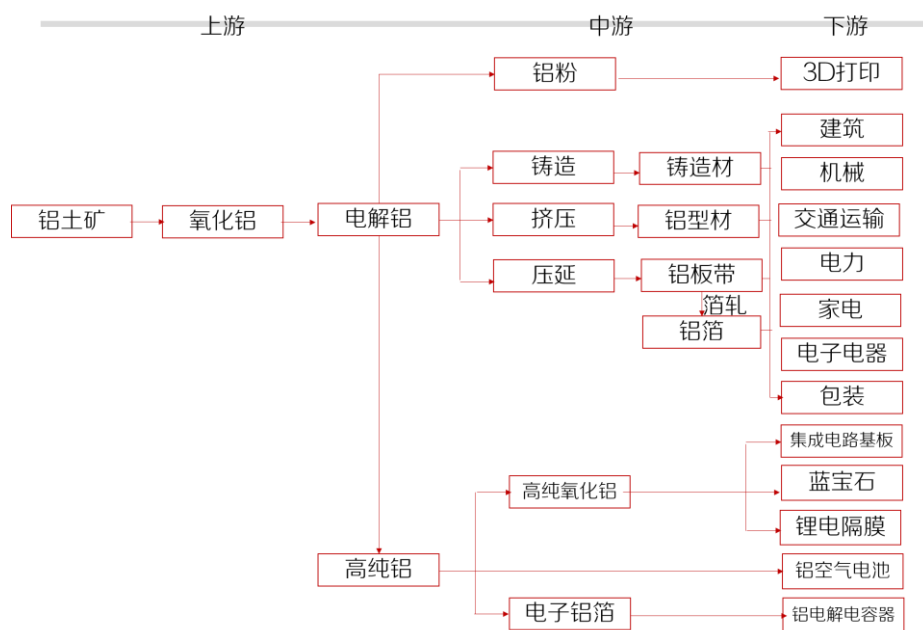 上游
中游
下游
铝粉
3D打印
建筑
铸造
铸造材
机械
铝土矿
氧化铝
电解铝
挤压
铝型材
交通运输
压延
铝板带
电力
箔轧
家电
铝箔
电子电器
包装
集成电路基板
高纯氧化铝
蓝宝石
锂电隔膜
高纯铝
铝空气电池
电子铝箔
铝电解电容器